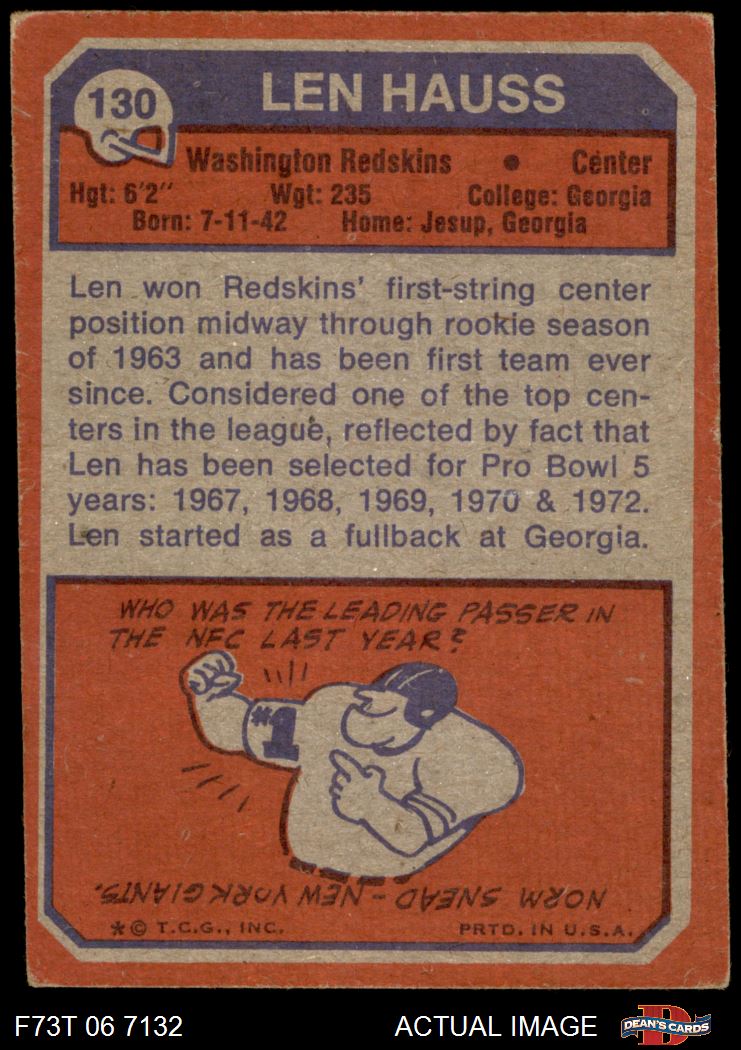 130
LEN HAUSS
Washington Redskins • Center
Hgt: 6'2" Wgt: 235 College: Georgia
Born: 7-11-42 Home: Jesup, Georgia
Len won Redskins' first-string center
position midway through rookie season
of 1963 and has been first team ever
since. Considered one of the top cen-
ters in the league, reflected by fact that
Len has been selected for Pro Bowl 5
years: 1967, 1968, 1969, 1970 & 1972.
Len started as a fullback at Georgia.
WHO WAS THE LEADING PASSER IN
THE NFC LAST YEAR?
#1
NORM SNEAD - NEW YORK GIANTS.
*© T.C.G., INC. PRTD. IN U.S.A.
F73T 06 7132 ACTUAL IMAGE
D
DEAN'S CARDS